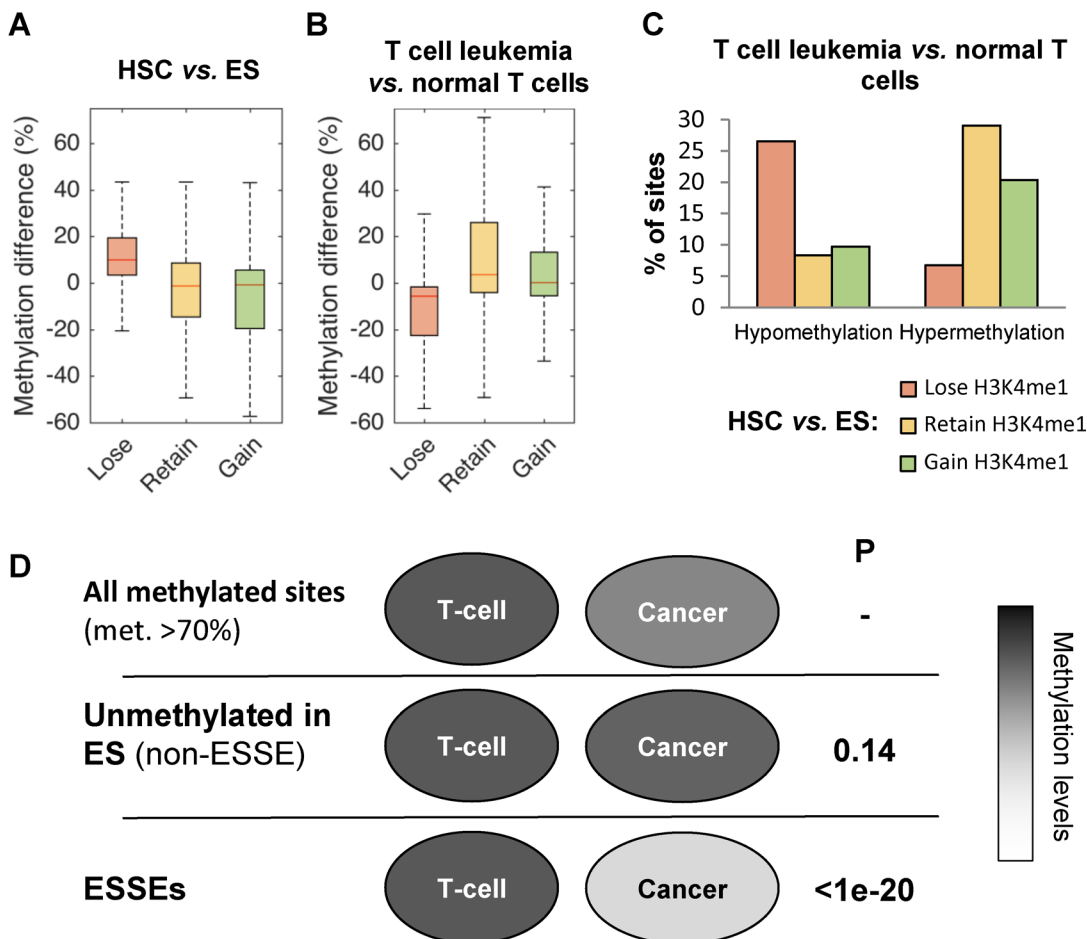 A
HSC vs. ES
Methylation difference (%)
60
40
20
0
-20
-40
-60
Lose
Retain
Gain
B
T cell leukemia
vs. normal T cells
Methylation difference (%)
60
40
20
0
-20
-40
-60
Lose
Retain
Gain
C
T cell leukemia vs. normal T
cells
% of sites
30
25
20
15
10
5
0
Hypomethylation
Hypermethylation
HSC vs. ES:
Lose H3K4me1
Retain H3K4me1
Gain H3K4me1
D
P
All methylated sites
(met. >70%)
T-cell
Cancer
-
Unmethylated in
ES (non-ESSE)
T-cell
Cancer
0.14
ESSEs
T-cell
Cancer
<1e-20
Methylation levels